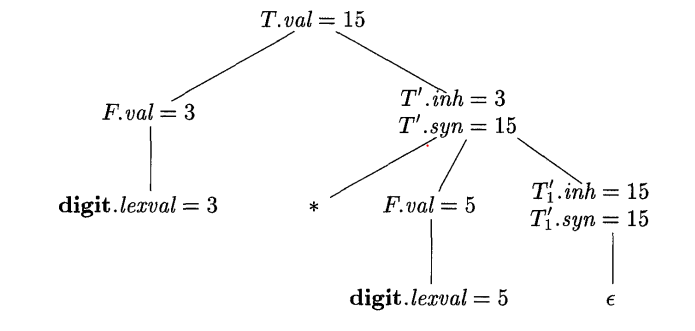 T.val = 15
F.val = 3
T′.inh = 3
T′.syn = 15
digit.lexval = 3
*
F.val = 5
T′₁.inh = 15
T′₁.syn = 15
digit.lexval = 5
ϵ